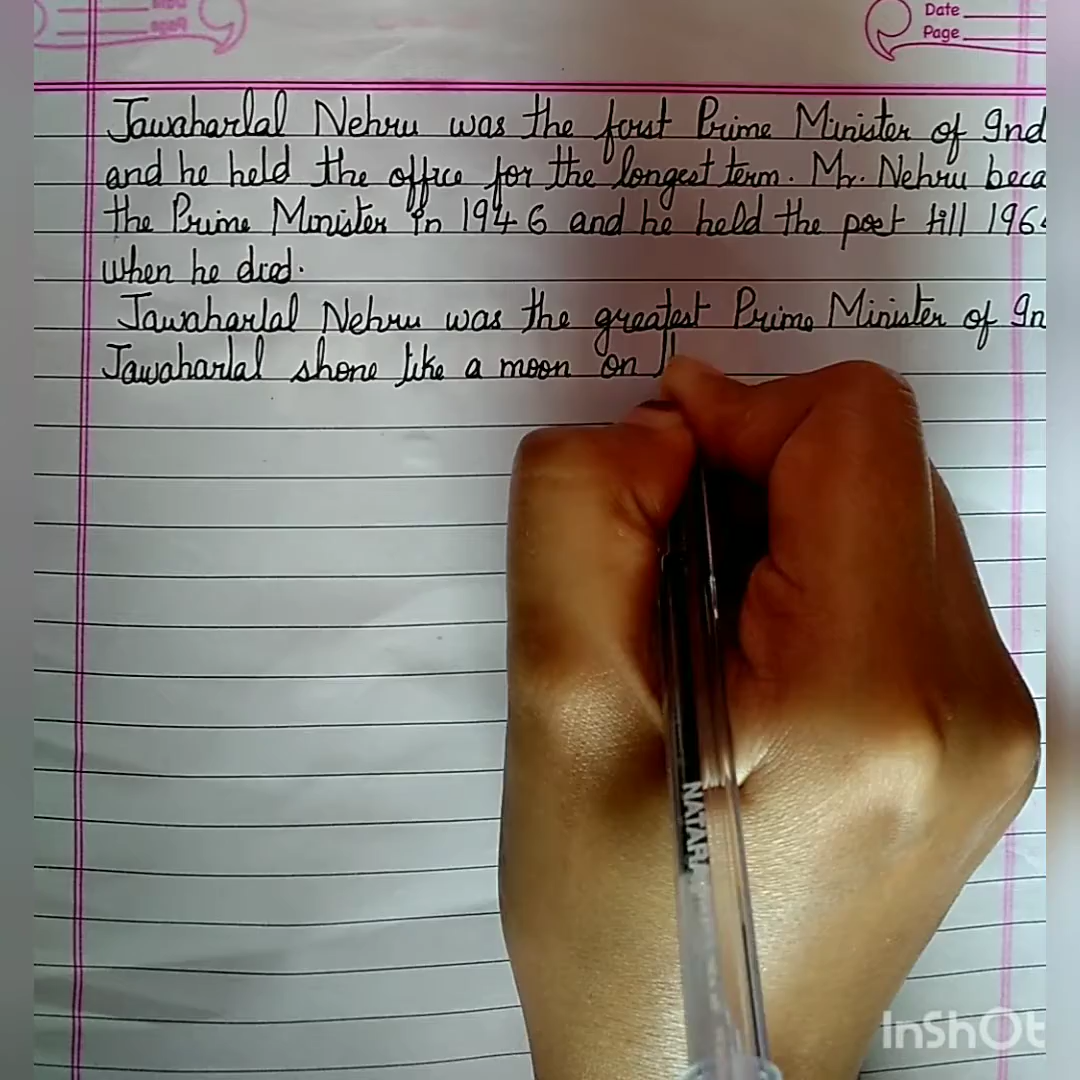 Date
Page
Jawaharlal Nehru was the first Prime Minister of Ind
and he held the office for the longest term. Mr. Nehru beca
the Prime Minister in 1946 and he held the post till 196
when he died.
Jawaharlal Nehru was the greatest Prime Minister of In
Jawaharlal shone like a moon on
NATARA
InShOt